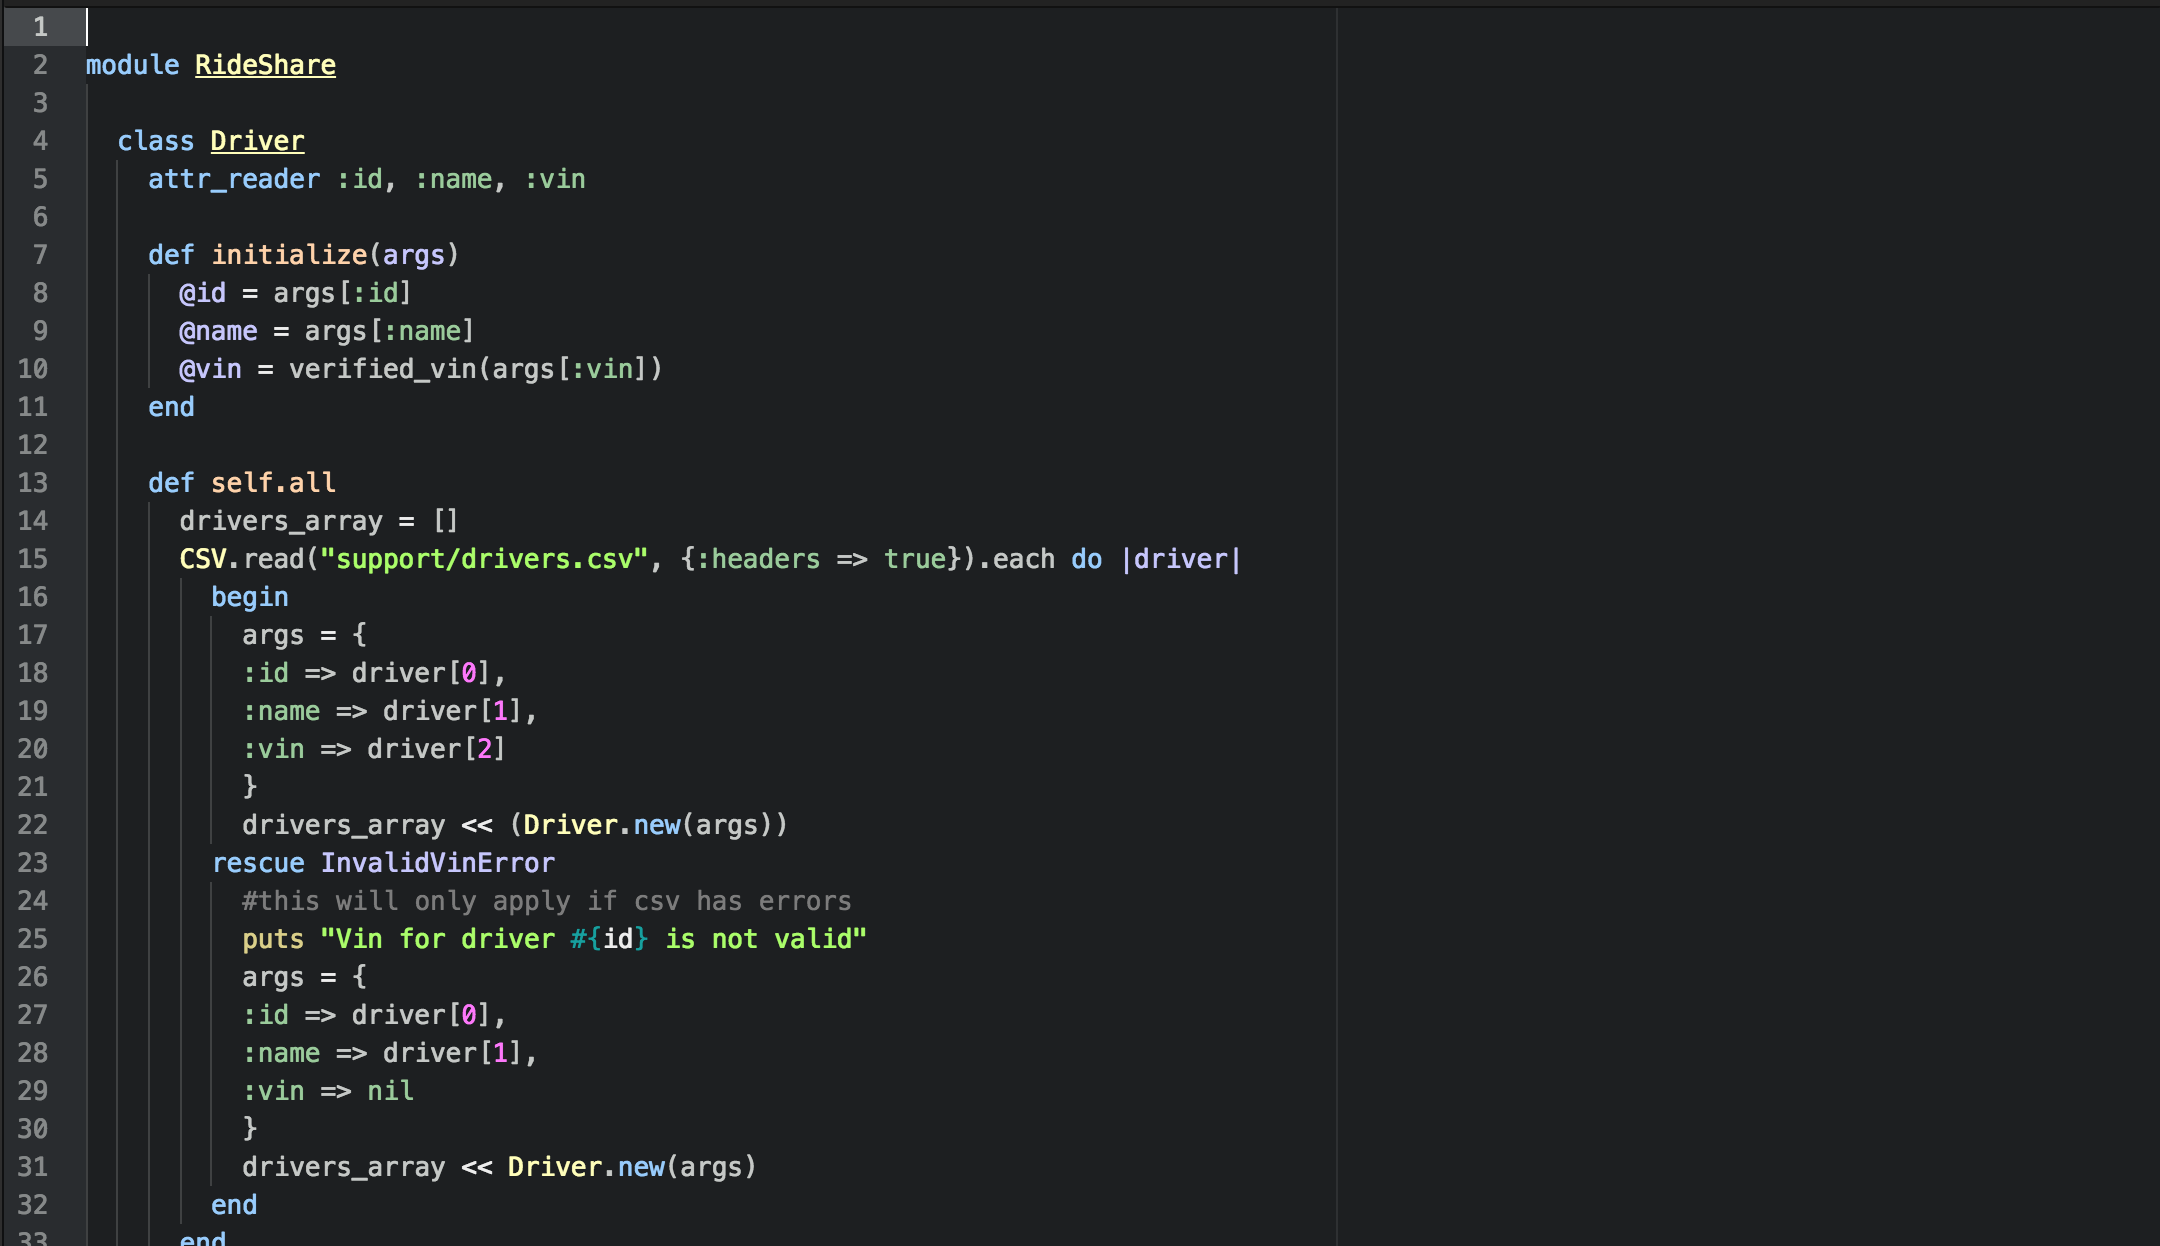 1
2 module RideShare
3
4   class Driver
5     attr_reader :id, :name, :vin
6
7     def initialize(args)
8       @id = args[:id]
9       @name = args[:name]
10       @vin = verified_vin(args[:vin])
11     end
12
13     def self.all
14       drivers_array = []
15       CSV.read("support/drivers.csv", {:headers => true}).each do |driver|
16         begin
17           args = {
18           :id => driver[0],
19           :name => driver[1],
20           :vin => driver[2]
21           }
22           drivers_array << (Driver.new(args))
23         rescue InvalidVinError
24           #this will only apply if csv has errors
25           puts "Vin for driver #{id} is not valid"
26           args = {
27           :id => driver[0],
28           :name => driver[1],
29           :vin => nil
30           }
31           drivers_array << Driver.new(args)
32         end
33       end